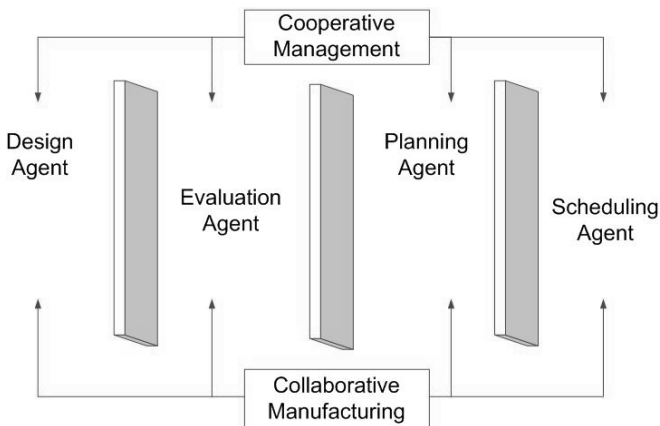 Cooperative
Management
Design
Agent
Evaluation
Agent
Planning
Agent
Scheduling
Agent
Collaborative
Manufacturing